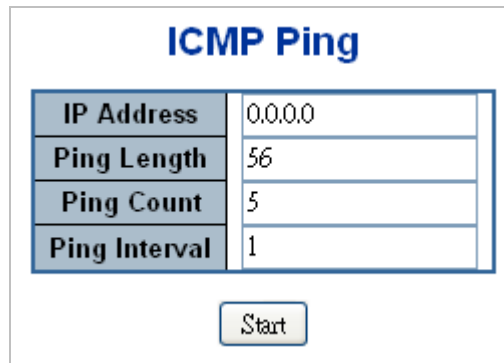 ICMP Ping
IP Address 0.0.0.0
Ping Length 56
Ping Count 5
Ping Interval 1
Start